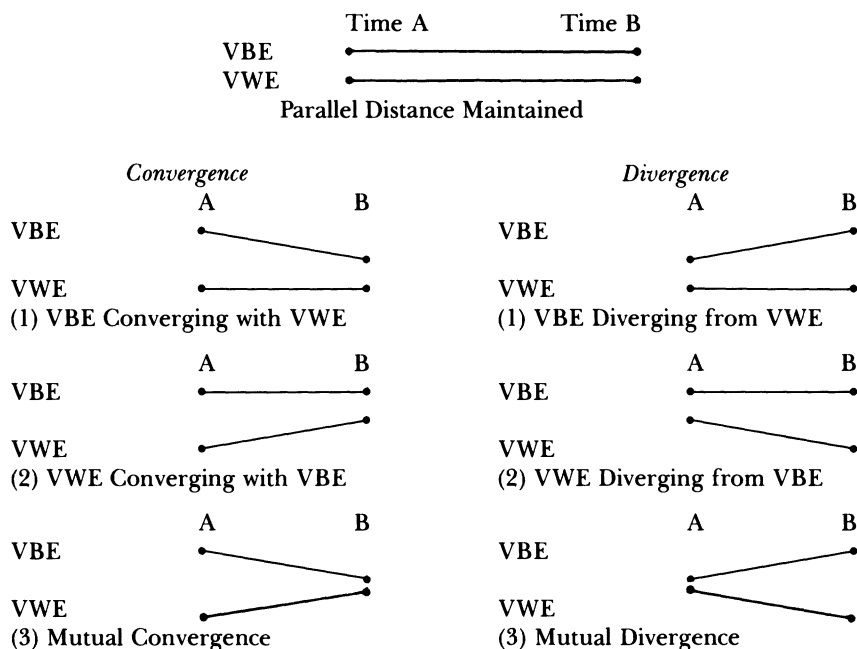 Time A Time B
VBE
VWE
Parallel Distance Maintained
Convergence
A B
VBE
VWE
(1) VBE Converging with VWE
A B
VBE
VWE
(2) VWE Converging with VBE
A B
VBE
VWE
(3) Mutual Convergence
Divergence
A B
VBE
VWE
(1) VBE Diverging from VWE
A B
VBE
VWE
(2) VWE Diverging from VBE
A B
VBE
VWE
(3) Mutual Divergence